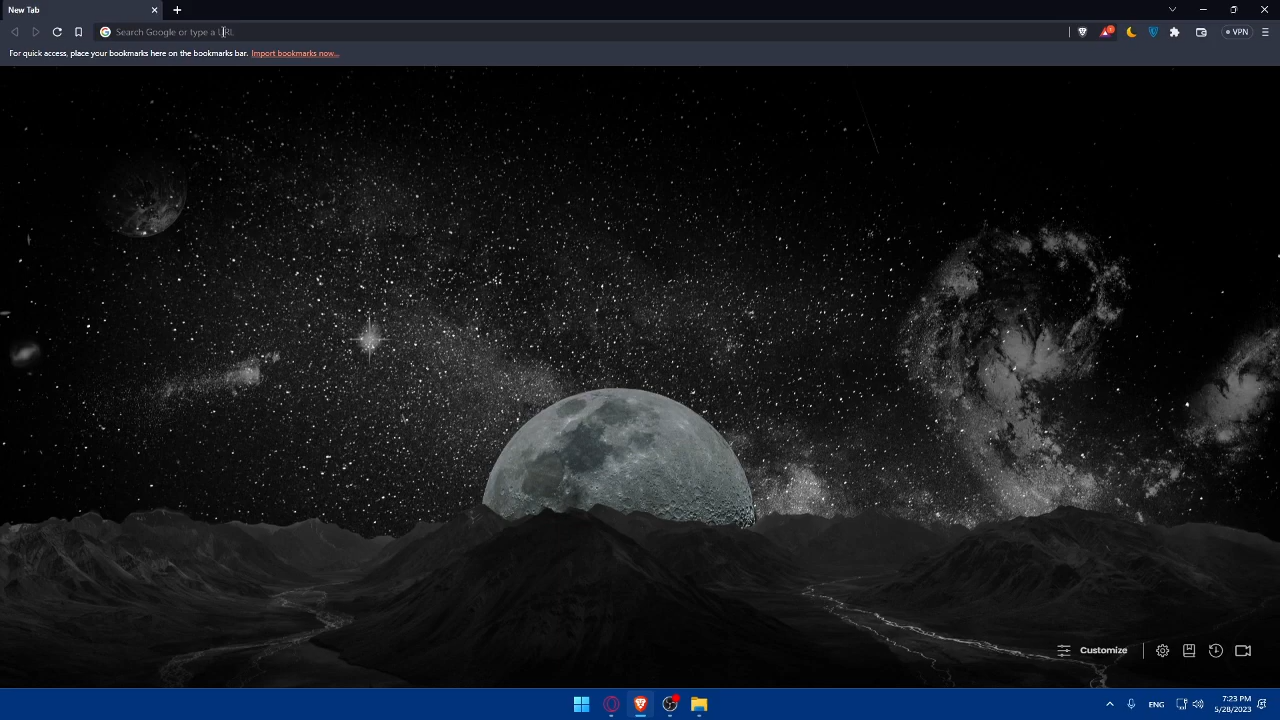 New Tab
Search Google or type a URL
VPN
For quick access, place your bookmarks here on the bookmarks bar. Import bookmarks now...
Customize
ENG
7:23 PM
5/28/2023